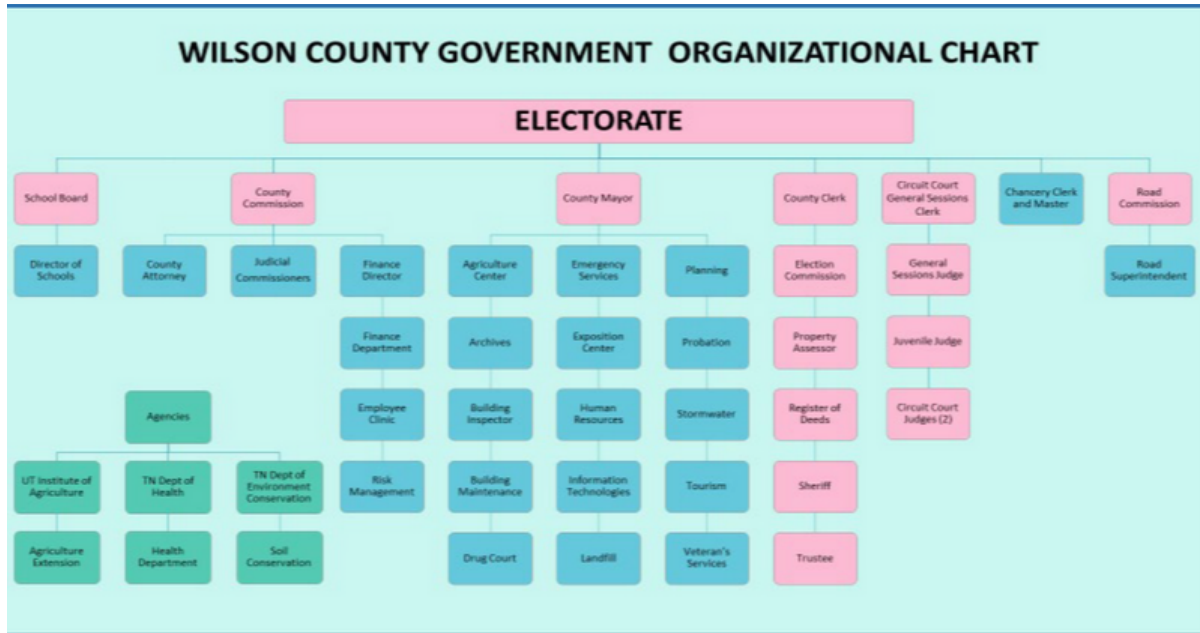 WILSON COUNTY GOVERNMENT ORGANIZATIONAL CHART
ELECTORATE
School Board
County
Commission
County Mayor
County Clerk
Circuit Court
General Sessions
Clerk
Chancery Clerk
and Master
Road
Commission
Director of
Schools
County
Attorney
Judicial
Commissioners
Finance
Director
Agriculture
Center
Emergency
Services
Planning
Election
Commission
General
Sessions Judge
Road
Superintendent
Finance
Department
Archives
Exposition
Center
Probation
Property
Assessor
Juvenile Judge
Agencies
Employee
Clinic
Building
Inspector
Human
Resources
Stormwater
Register of
Deeds
Circuit Court
Judges (2)
UT Institute of
Agriculture
TN Dept of
Health
TN Dept of
Environment
Conservation
Risk
Management
Building
Maintenance
Information
Technologies
Tourism
Sheriff
Agriculture
Extension
Health
Department
Soil
Conservation
Drug Court
Landfill
Veteran's
Services
Trustee